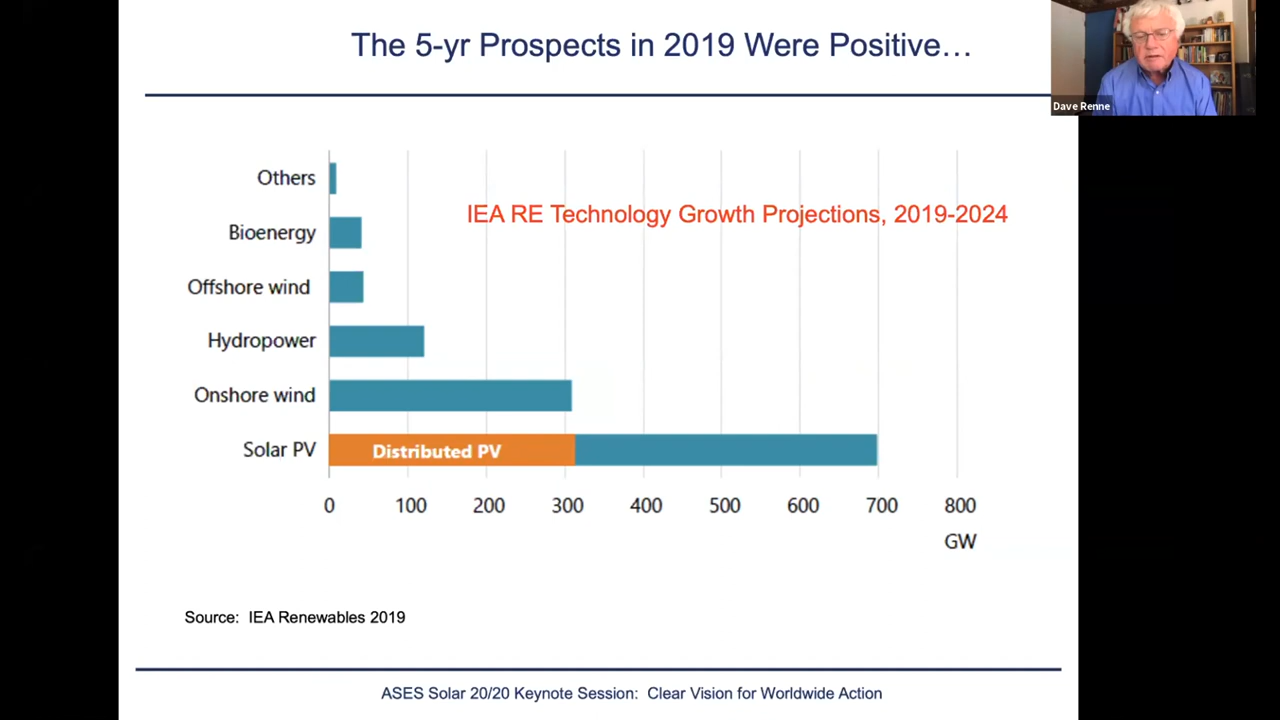 The 5-yr Prospects in 2019 Were Positive…
Dave Renne
IEA RE Technology Growth Projections, 2019-2024
Others
Bioenergy
Offshore wind
Hydropower
Onshore wind
Solar PV
Distributed PV
0 100 200 300 400 500 600 700 800
GW
Source: IEA Renewables 2019
ASES Solar 20/20 Keynote Session: Clear Vision for Worldwide Action